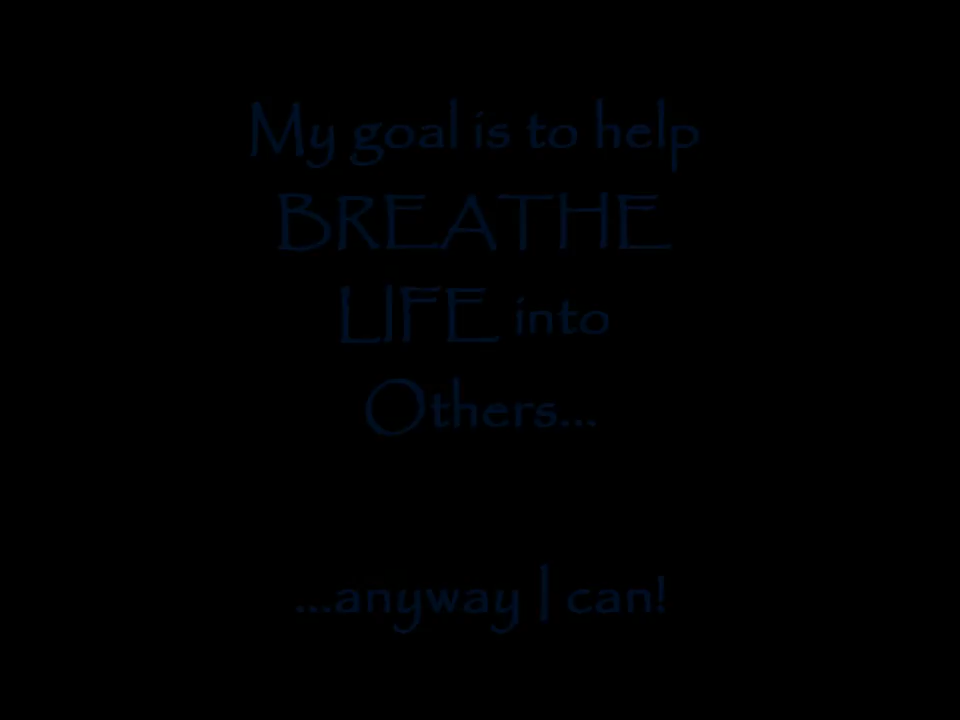 My goal is to help
BREATHE
LIFE into
Others...
...anyway I can!